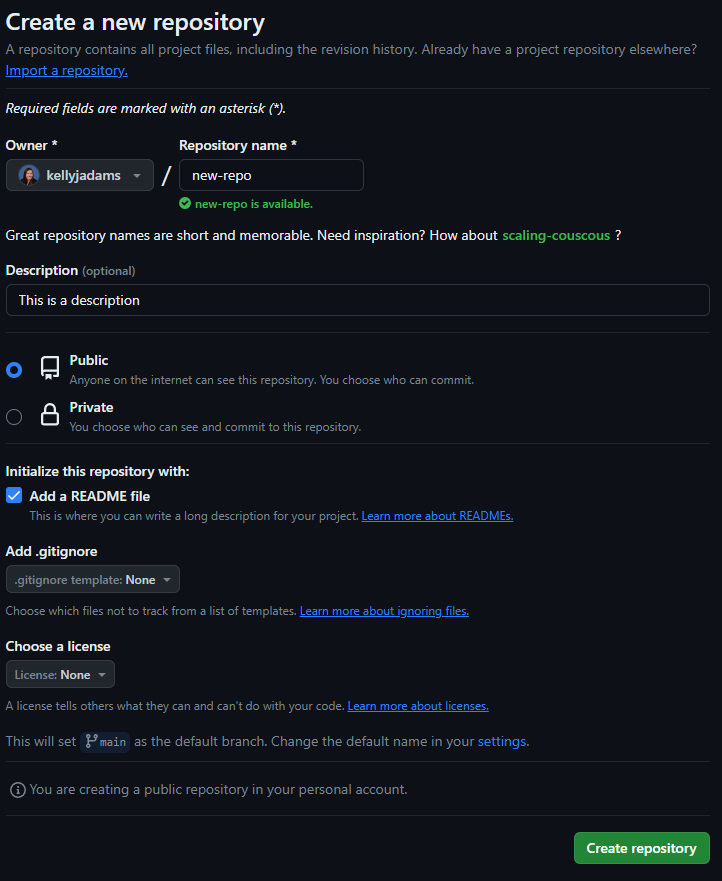 Create a new repository
A repository contains all project files, including the revision history. Already have a project repository elsewhere?
Import a repository.
Required fields are marked with an asterisk (*).
Owner *
Repository name *
kellyjadams
/
new-repo
new-repo is available.
Great repository names are short and memorable. Need inspiration? How about scaling-couscous ?
Description (optional)
This is a description
Public
Anyone on the internet can see this repository. You choose who can commit.
Private
You choose who can see and commit to this repository.
Initialize this repository with:
Add a README file
This is where you can write a long description for your project. Learn more about READMEs.
Add .gitignore
.gitignore template: None
Choose which files not to track from a list of templates. Learn more about ignoring files.
Choose a license
License: None
A license tells others what they can and can't do with your code. Learn more about licenses.
This will set main as the default branch. Change the default name in your settings.
You are creating a public repository in your personal account.
Create repository